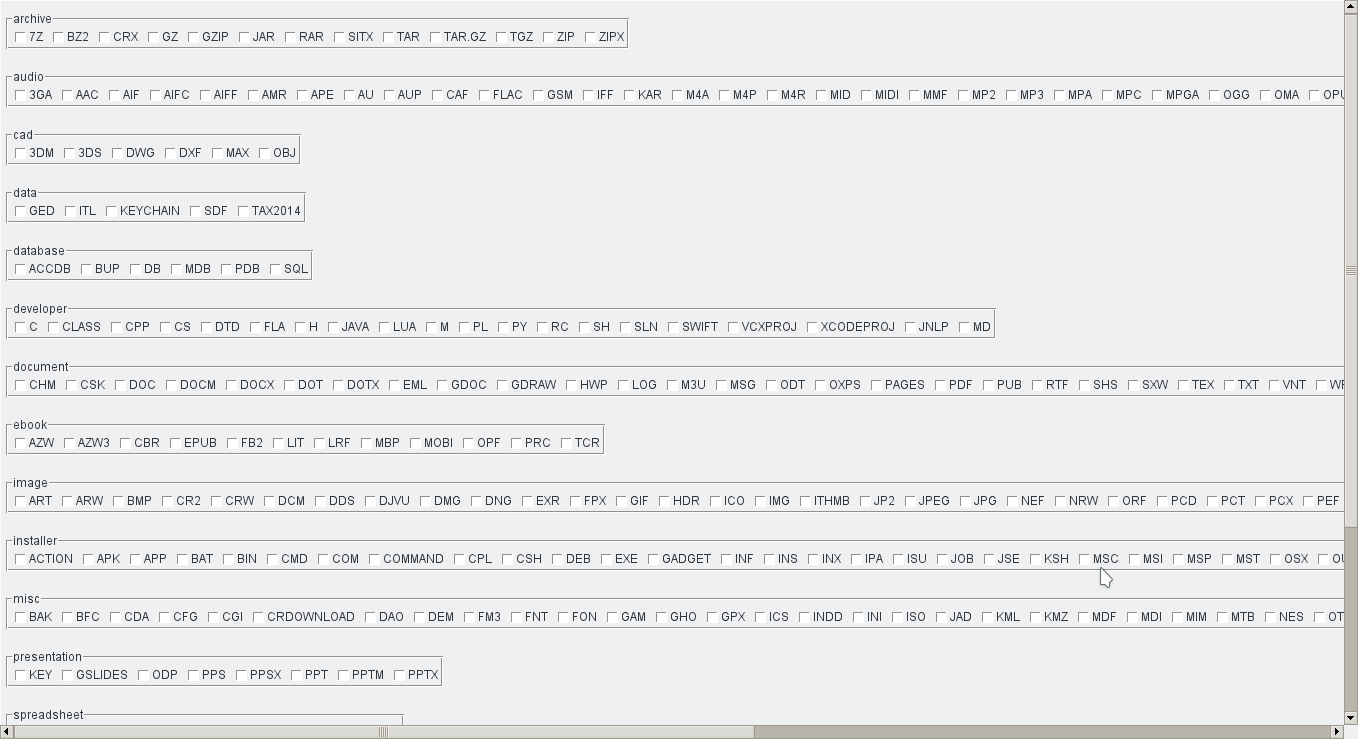 archive
7Z BZ2 CRX GZ GZIP JAR RAR SITX TAR TAR.GZ TGZ ZIP ZIPX
audio
3GA AAC AIF AIFC AIFF AMR APE AU AUP CAF FLAC GSM IFF KAR M4A M4P M4R MID MIDI MMF MP2 MP3 MPA MPC MPGA OGG OMA OPU
cad
3DM 3DS DWG DXF MAX OBJ
data
GED ITL KEYCHAIN SDF TAX2014
database
ACCDB BUP DB MDB PDB SQL
developer
C CLASS CPP CS DTD FLA H JAVA LUA M PL PY RC SH SLN SWIFT VCXPROJ XCODEPROJ JNLP MD
document
CHM CSK DOC DOCM DOCX DOT DOTX EML GDOC GDRAW HWP LOG M3U MSG ODT OXPS PAGES PDF PUB RTF SHS SXW TEX TXT VNT
ebook
AZW AZW3 CBR EPUB FB2 LIT LRF MBP MOBI OPF PRC TCR
image
ART ARW BMP CR2 CRW DCM DDS DJVU DMG DNG EXR FPX GIF HDR ICO IMG ITHMB JP2 JPEG JPG NEF NRW ORF PCD PCT PCX PEF
installer
ACTION APK APP BAT BIN CMD COM COMMAND CPL CSH DEB EXE GADGET INF INS INX IPA ISU JOB JSE KSH MSC MSI MSP MST OSX
misc
BAK BFC CDA CFG CGI CRDOWNLOAD DAO DEM FM3 FNT FON GAM GHO GPX ICS INDD INI ISO JAD KML KMZ MDF MDI MIM MTB NES OT
presentation
KEY GSLIDES ODP PPS PPSX PPT PPTM PPTX
spreadsheet